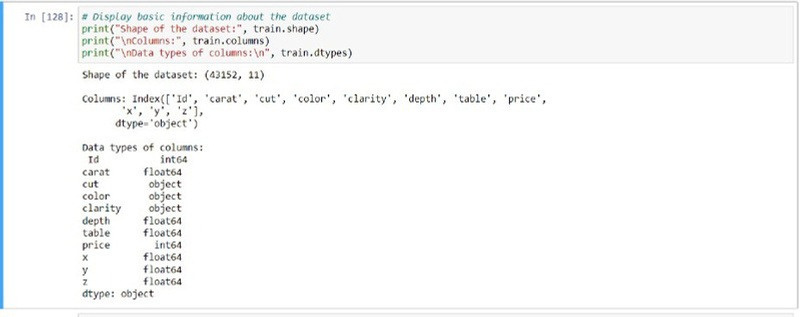 In [128]: # Display basic information about the dataset
print("Shape of the dataset:", train.shape)
print("\nColumns:", train.columns)
print("\nData types of columns:\n", train.dtypes)
Shape of the dataset: (43152, 11)
Columns: Index(['Id', 'carat', 'cut', 'color', 'clarity', 'depth', 'table', 'price',
'x', 'y', 'z'],
dtype='object')
Data types of columns:
Id int64
carat float64
cut object
color object
clarity object
depth float64
table float64
price int64
x float64
y float64
z float64
dtype: object